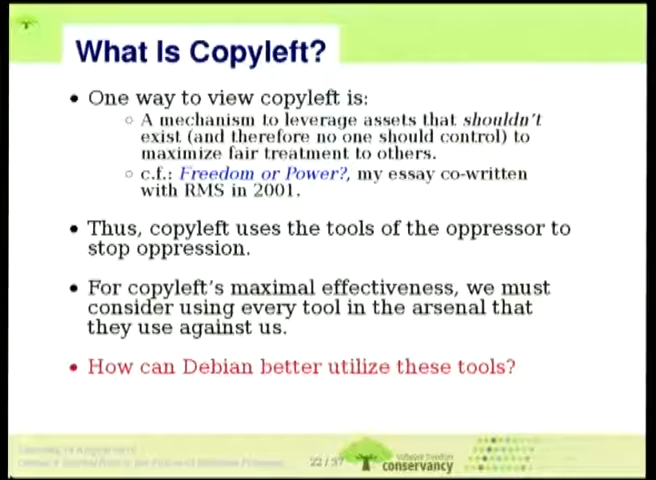 What Is Copyleft?
• One way to view copyleft is:
◦ A mechanism to leverage assets that shouldn't
exist (and therefore no one should control) to
maximize fair treatment to others.
◦ c.f.: Freedom or Power?, my essay co-written
with RMS in 2001.
• Thus, copyleft uses the tools of the oppressor to
stop oppression.
• For copyleft's maximal effectiveness, we must
consider using every tool in the arsenal that
they use against us.
• How can Debian better utilize these tools?
22 / 37
software freedom
conservancy